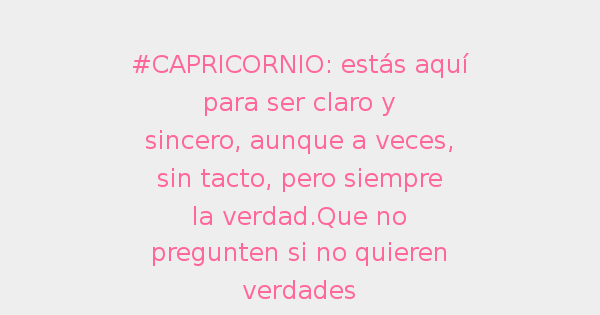 #CAPRICORNIO: estás aquí
para ser claro y
sincero, aunque a veces,
sin tacto, pero siempre
la verdad.Que no
pregunten si no quieren
verdades